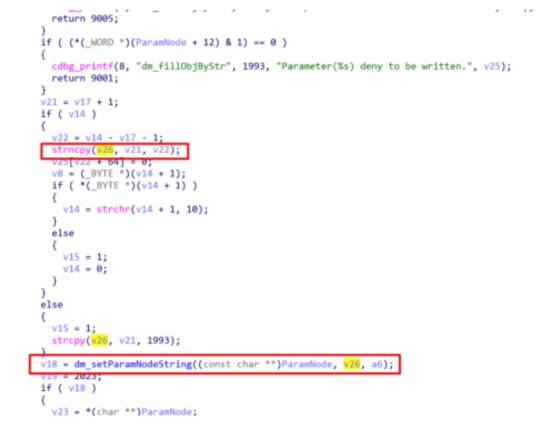 return 9005;
}
if ( (*(_WORD *)(ParamNode + 12) & 1) == 0 )
{
cdbg_printf(8, "dm_fillObjByStr", 1993, "Parameter(%s) deny to be written.", v25);
return 9001;
}
v21 = v17 + 1;
if ( v14 )
{
v22 = v14 - v17 - 1;
strncpy(v26, v21, v22);
v25[v22 + 64] = 0;
v8 = (_BYTE *)(v14 + 1);
if ( *(_BYTE *)(v14 + 1) )
{
v14 = strchr(v14 + 1, 10);
}
else
{
v15 = 1;
v14 = 0;
}
}
else
{
v15 = 1;
strcpy(v26, v21, 1993);
}
v18 = dm_setParamNodeString((const char **)ParamNode, v26, a6);
v19 = 2023;
if ( v18 )
{
v23 = *(char **)ParamNode;